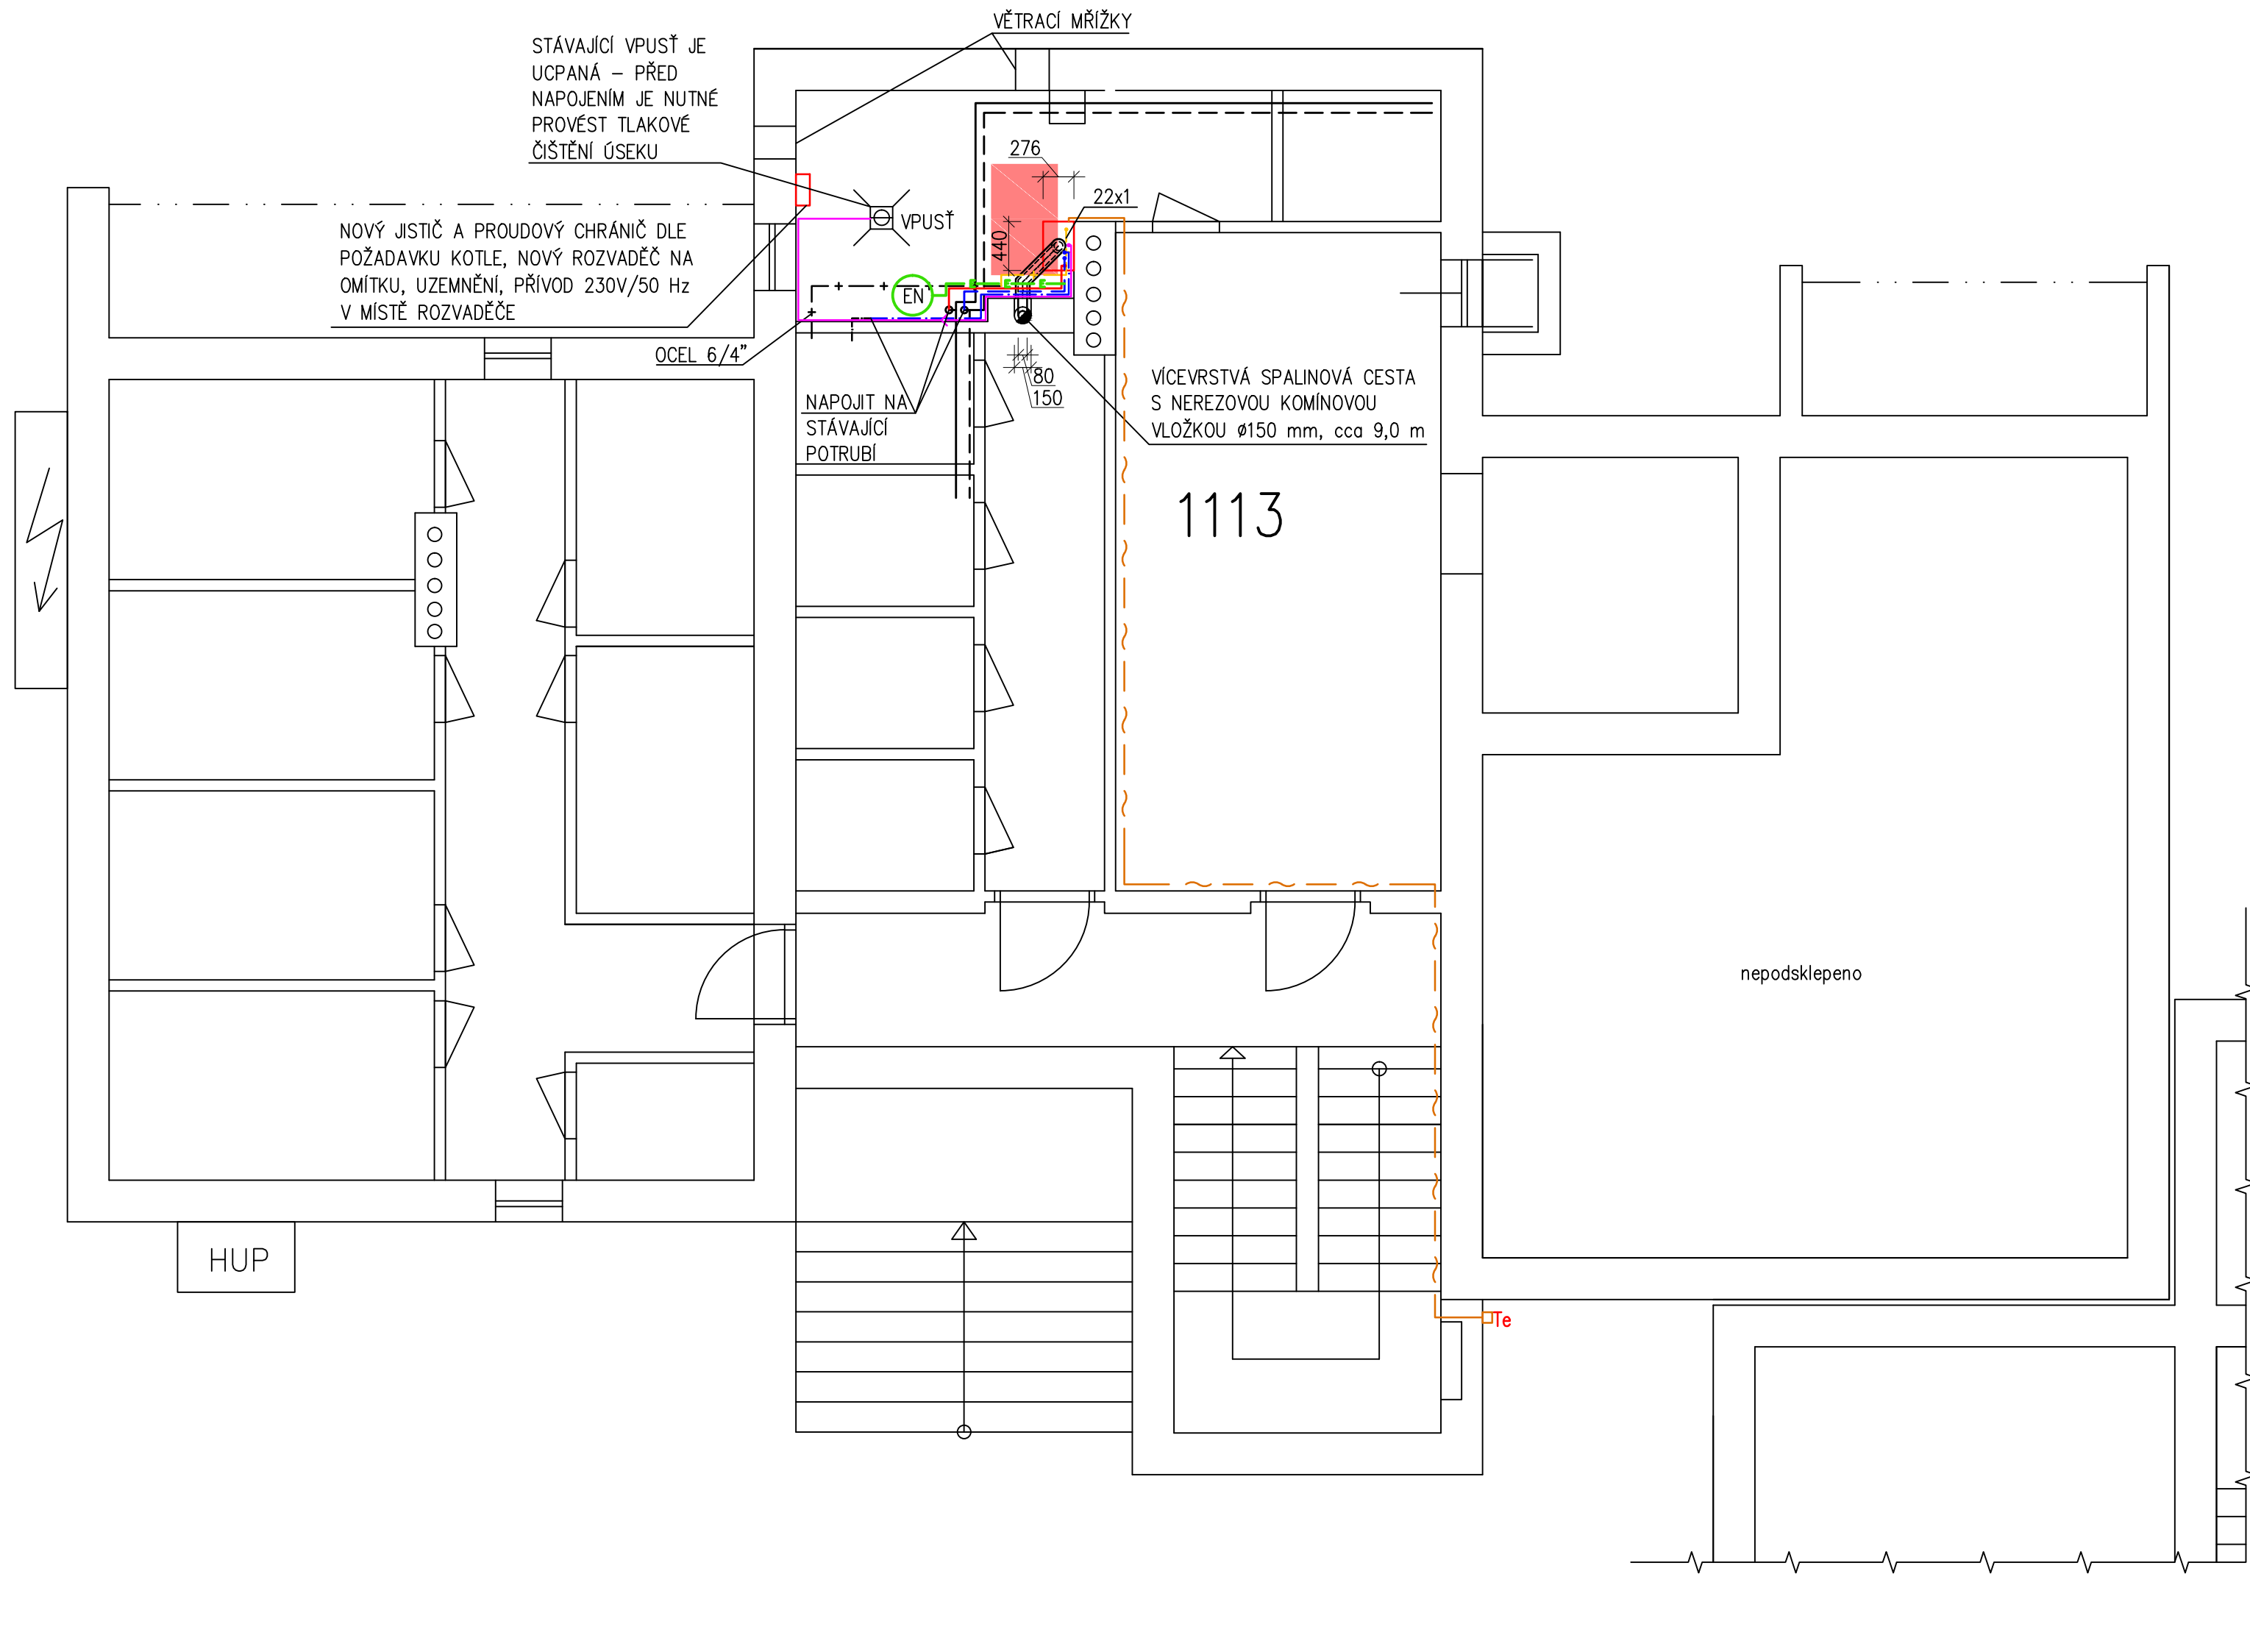 VĚTRACÍ MŘÍŽKY
STÁVAJÍCÍ VPUSŤ JE
UCPANÁ – PŘED
NAPOJENÍM JE NUTNÉ
PROVÉST TLAKOVÉ
ČIŠTĚNÍ ÚSEKU
276
22x1
VPUSŤ
440
NOVÝ JISTIČ A PROUDOVÝ CHRÁNIČ DLE
POŽADAVKU KOTLE, NOVÝ ROZVADĚČ NA
OMÍTKU, UZEMNĚNÍ, PŘÍVOD 230V/50 Hz
V MÍSTĚ ROZVADĚČE
EN
OCEL 6/4”
80
150
NAPOJIT NA
STÁVAJÍCÍ
POTRUBÍ
VÍCEVRSTVÁ SPALINOVÁ CESTA
S NEREZOVOU KOMÍNOVOU
VLOŽKOU ø150 mm, cca 9,0 m
1113
nepodsklepeno
HUP
Te